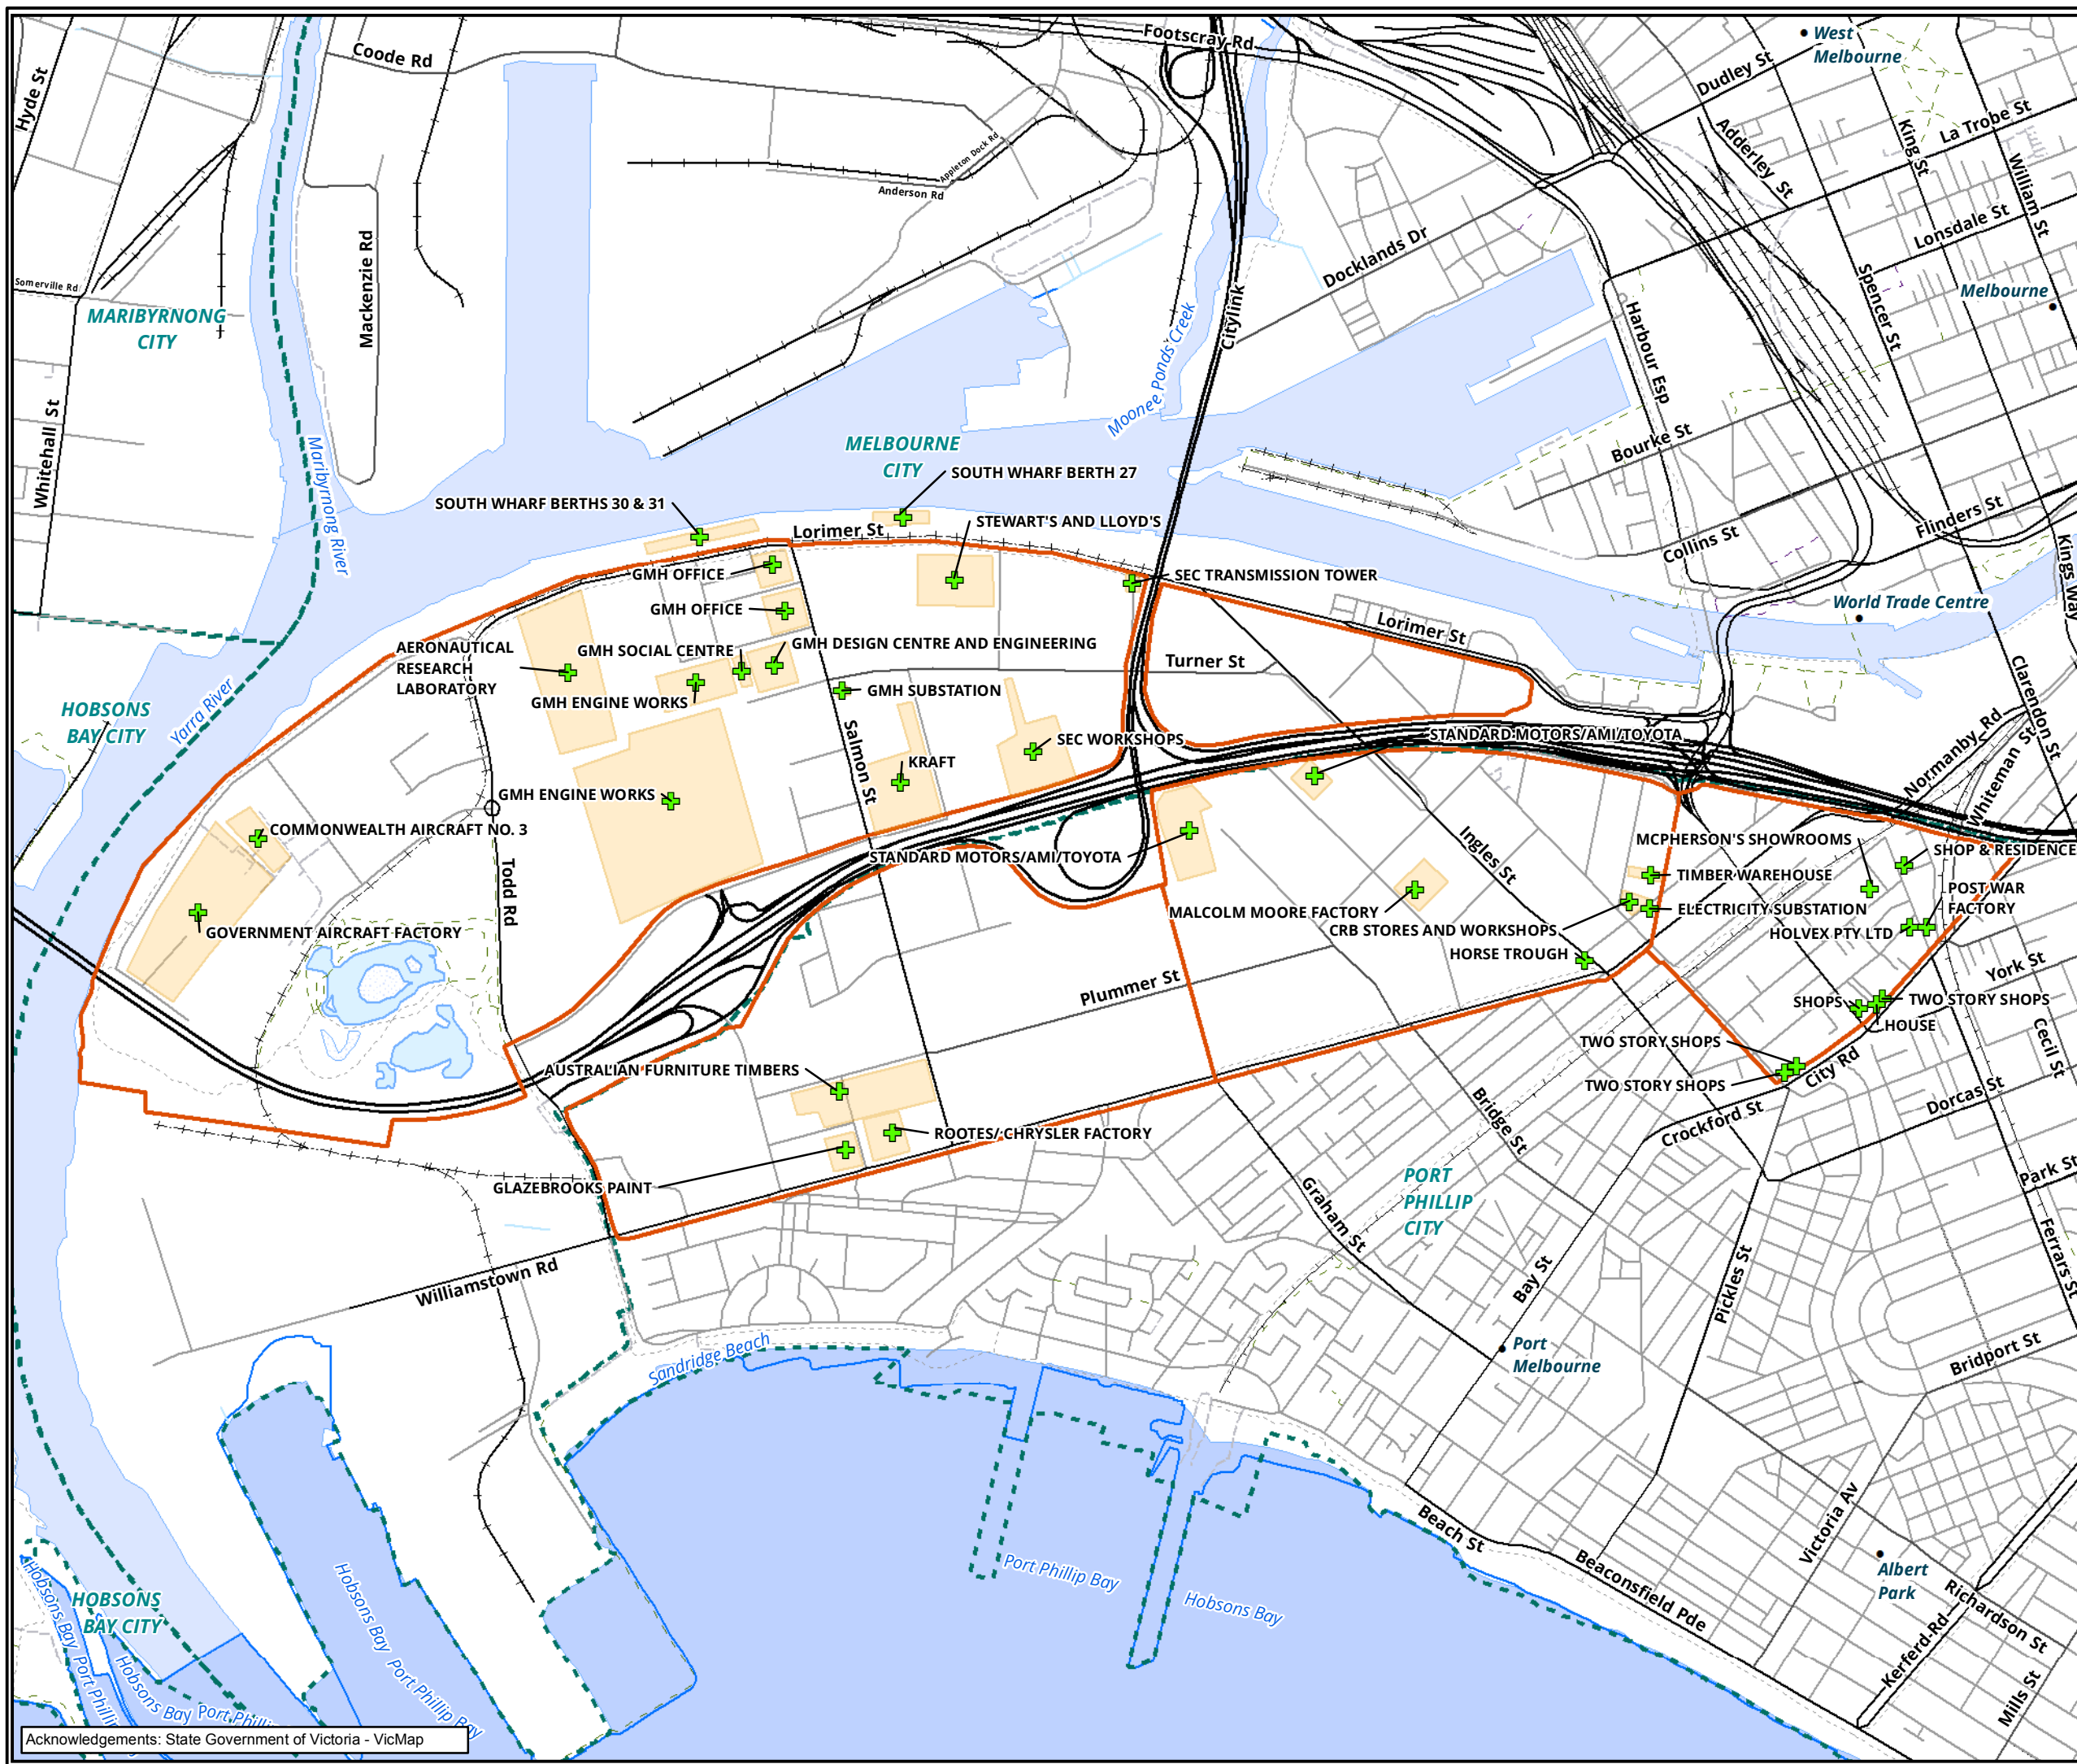 Footscray Rd
West
Melbourne
Coode Rd
Hyde St
Dudley St
Adderley St
King St
La Trobe St
William St
Appleton Dock Rd
Anderson Rd
Lonsdale St
Docklands Dr
Mackenzie Rd
Somerville Rd
Spencer St
Melbourne
MARIBYRNONG
CITY
Citylink
Moonee Ponds Creek
Harbour Esp
Whitehall St
Maribyrnong River
MELBOURNE
CITY
Bourke St
SOUTH WHARF BERTH 27
SOUTH WHARF BERTHS 30 & 31
Lorimer St
STEWART'S AND LLOYD'S
Flinders St
Collins St
Kings Way
GMH OFFICE
SEC TRANSMISSION TOWER
GMH OFFICE
World Trade Centre
Lorimer St
AERONAUTICAL
RESEARCH
LABORATORY
GMH SOCIAL CENTRE
GMH DESIGN CENTRE AND ENGINEERING
Turner St
GMH ENGINE WORKS
GMH SUBSTATION
Clarendon St
HOBSONS
BAY CITY
Yarra River
Salmon St
SEC WORKSHOPS
STANDARD MOTORS/AMI/TOYOTA
Normanby Rd
Whiteman St
KRAFT
GMH ENGINE WORKS
COMMONWEALTH AIRCRAFT NO. 3
Todd Rd
STANDARD MOTORS/AMI/TOYOTA
Ingles St
MCPHERSON'S SHOWROOMS
SHOP & RESIDENCE
TIMBER WAREHOUSE
POST WAR
FACTORY
MALCOLM MOORE FACTORY
ELECTRICITY SUBSTATION
GOVERNMENT AIRCRAFT FACTORY
CRB STORES AND WORKSHOPS
HOLVEX PTY LTD
HORSE TROUGH
York St
Plummer St
SHOPS
TWO STORY SHOPS
HOUSE
Cecil St
TWO STORY SHOPS
AUSTRALIAN FURNITURE TIMBERS
City Rd
TWO STORY SHOPS
Dorcas St
Bridge St
Crockford St
ROOTES/ CHRYSLER FACTORY
Park St
GLAZEBROOKS PAINT
PORT
PHILLIP
CITY
Graham St
Ferrars St
Williamstown Rd
Bay St
Pickles St
Sandridge Beach
Port
Melbourne
Bridport St
Victoria Av
Beach St
Port Phillip Bay
Hobsons Bay
Beaconsfield Pde
Albert
Park
Richardson St
Kerferd Rd
Mills St
HOBSONS
BAY CITY
Hobsons Bay
Port Phillip Bay
Hobsons Bay
Port Phillip
Hobsons Bay
Port Phillip
Acknowledgements: State Government of Victoria - VicMap